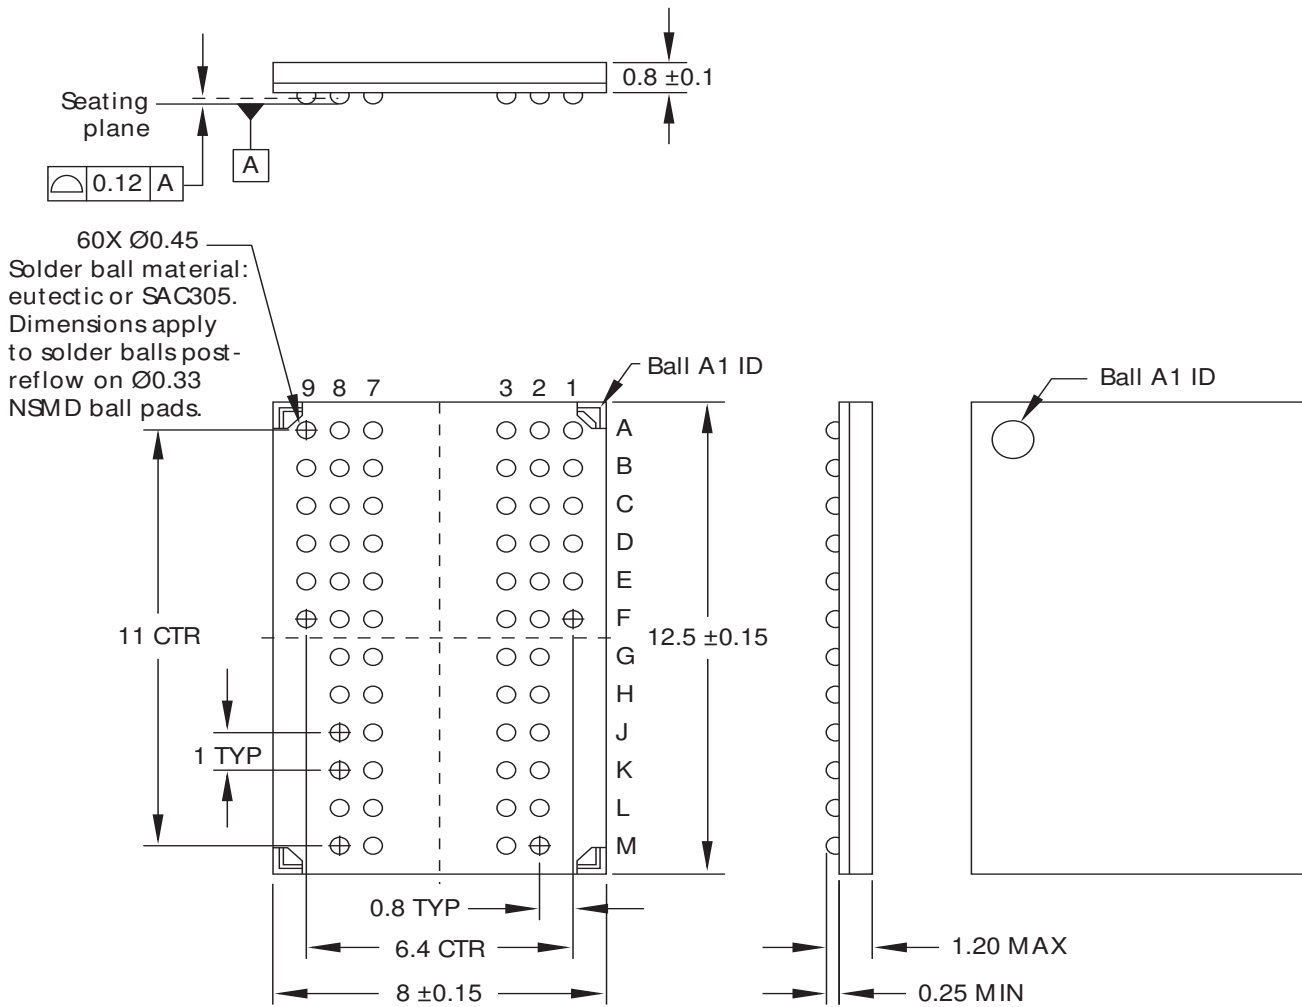 0.8 ±0.1
Seating
plane
A
0.12 A
60X Ø0.45
Solder ball material:
eutectic or SAC305.
Dimensions apply
to solder balls post-
reflow on Ø0.33
NSMD ball pads.
Ball A1 ID
Ball A1 ID
9 8 7 3 2 1
A
B
C
D
E
F
11 CTR
12.5 ±0.15
G
H
J
1 TYP
K
L
M
0.8 TYP
6.4 CTR
1.20 MAX
8 ±0.15
0.25 MIN